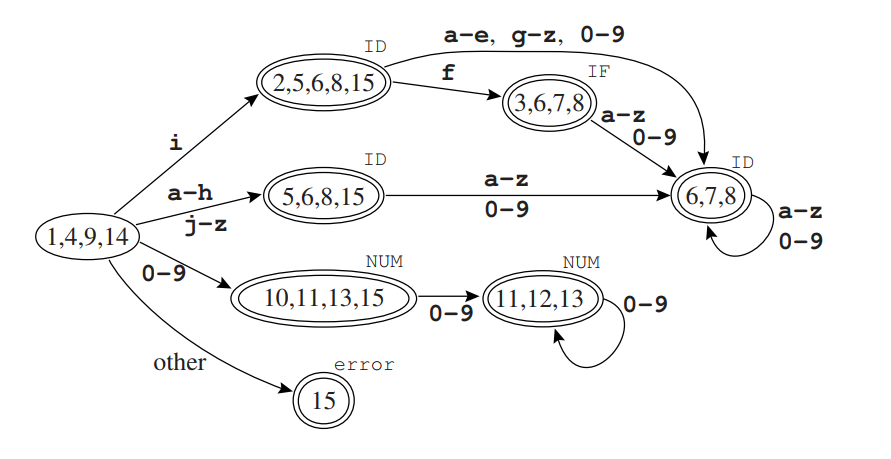 a–e, g–z, 0–9
ID
2,5,6,8,15
f
IF
3,6,7,8
a–z
0–9
i
ID
ID
a–h
5,6,8,15
a–z
6,7,8
j–z
0–9
a–z
0–9
1,4,9,14
NUM
NUM
0–9
10,11,13,15
0–9
11,12,13
0–9
other
error
15